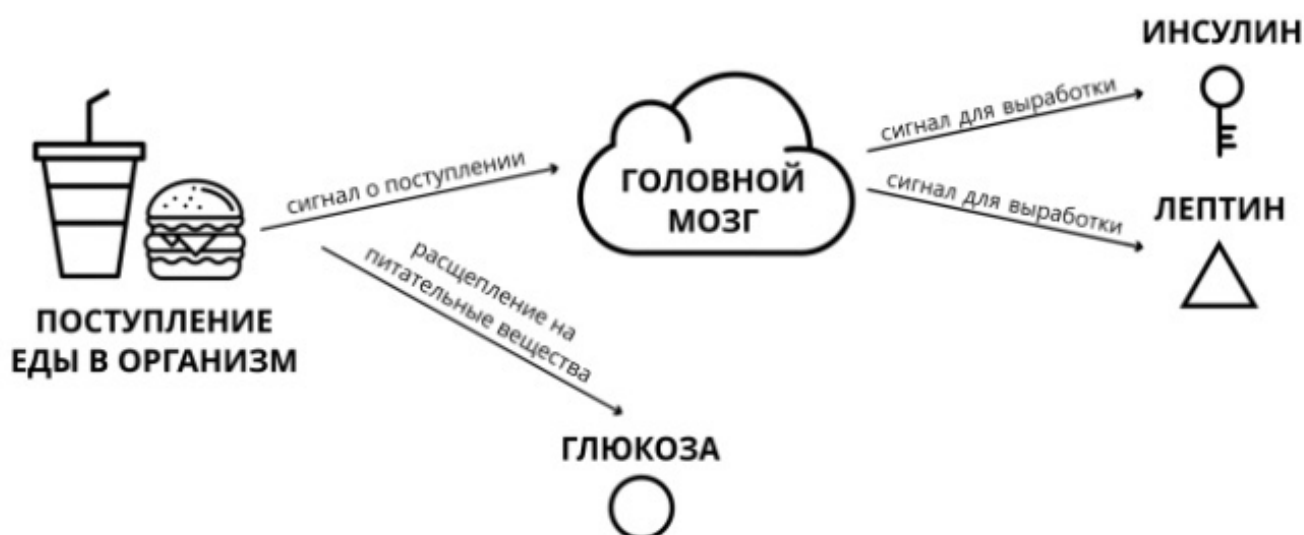 ПОСТУПЛЕНИЕ
ЕДЫ В ОРГАНИЗМ
сигнал о поступлении
расщепление на
питательные вещества
ГЛЮКОЗА
ГОЛОВНОЙ
МОЗГ
сигнал для выработки
ИНСУЛИН
сигнал для выработки
ЛЕПТИН